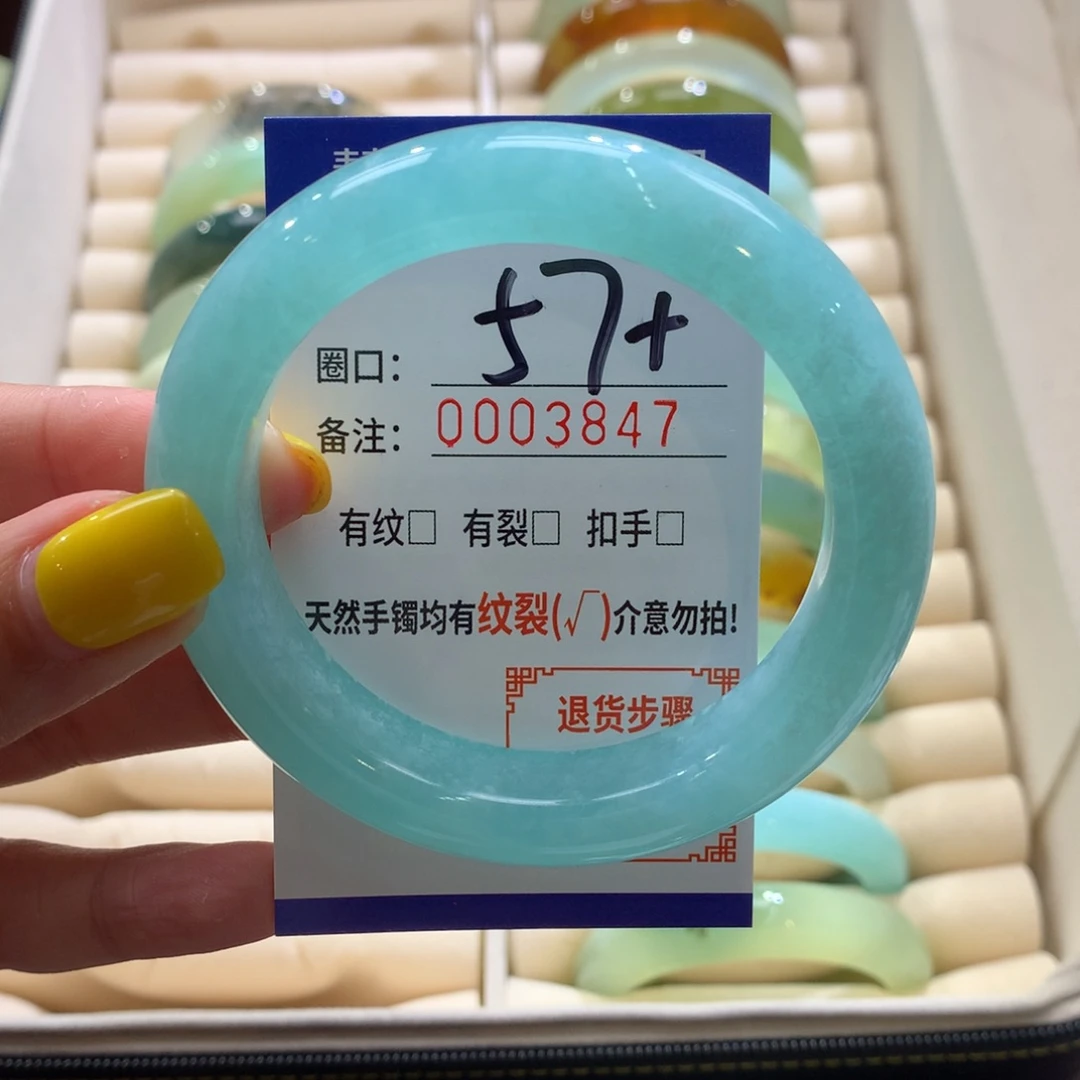 圈口: 57+
备注: 0003847
有纹□ 有裂□ 扣手□
天然手镯均有纹裂(√)介意勿拍!
退货步骤